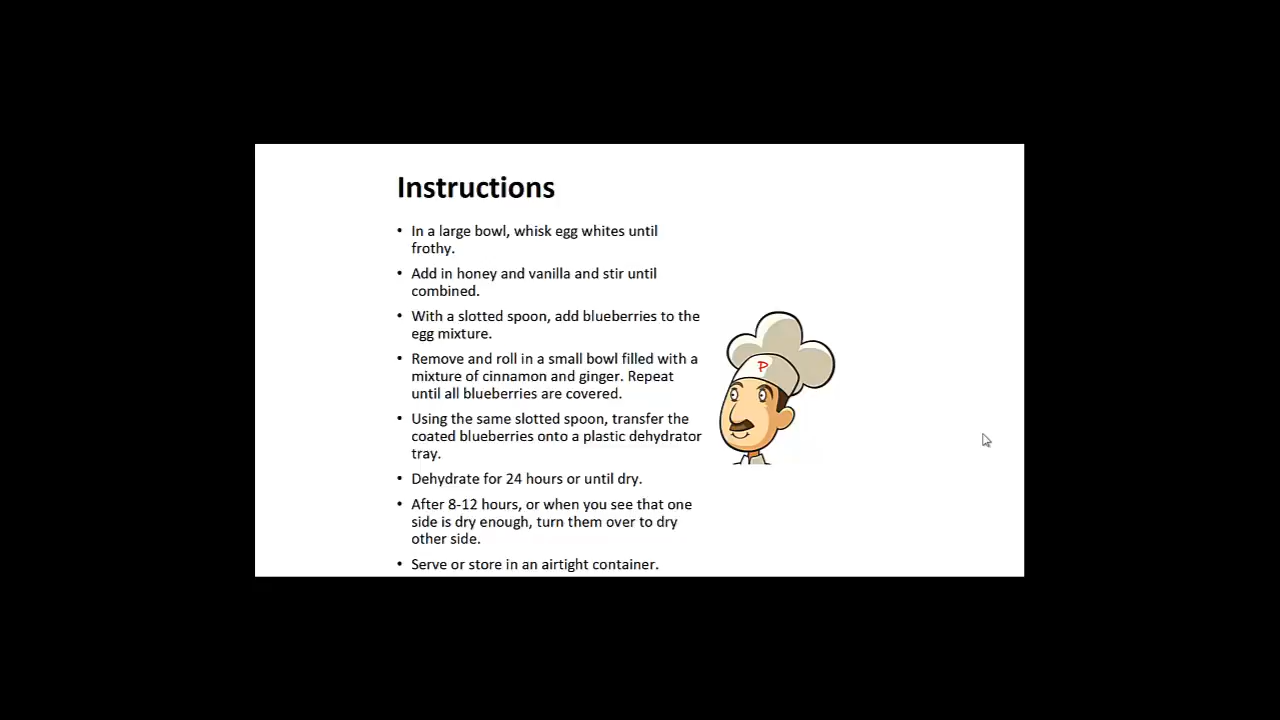 Instructions
• In a large bowl, whisk egg whites until
frothy.
• Add in honey and vanilla and stir until
combined.
• With a slotted spoon, add blueberries to the
egg mixture.
• Remove and roll in a small bowl filled with a
mixture of cinnamon and ginger. Repeat
until all blueberries are covered.
• Using the same slotted spoon, transfer the
coated blueberries onto a plastic dehydrator
tray.
• Dehydrate for 24 hours or until dry.
• After 8-12 hours, or when you see that one
side is dry enough, turn them over to dry
other side.
• Serve or store in an airtight container.
P